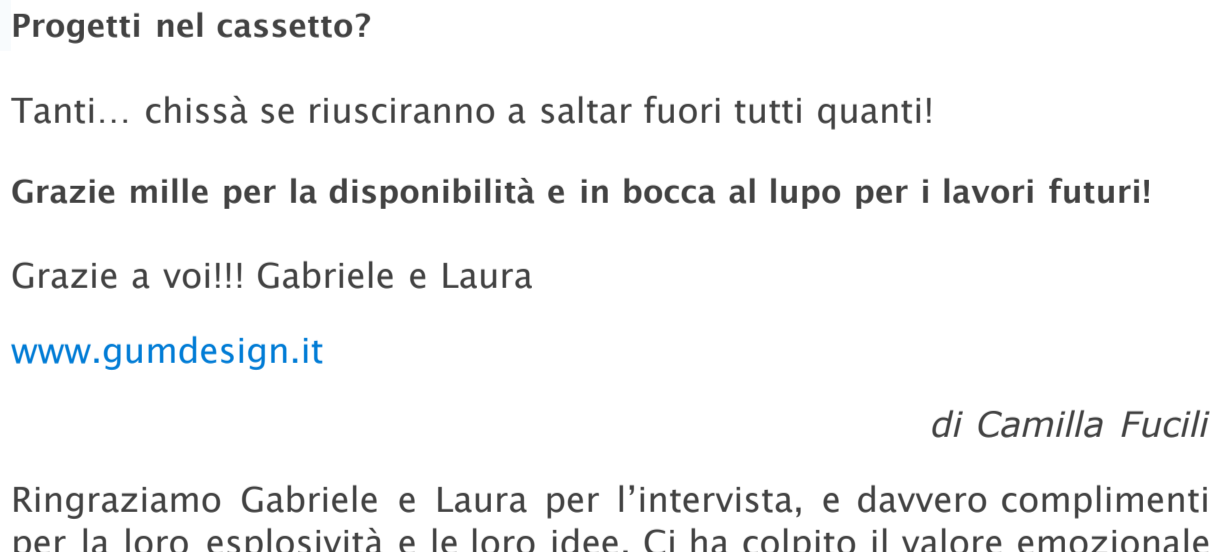 Progetti nel cassetto?
Tanti... chissà se riusciranno a saltar fuori tutti quanti!
Grazie mille per la disponibilità e in bocca al lupo per i lavori futuri!
Grazie a voi!!! Gabriele e Laura
www.gumdesign.it
di Camilla Fucili
Ringraziamo Gabriele e Laura per l’intervista, e davvero complimenti
per la loro esplosività e le loro idee. Ci ha colpito il valore emozionale